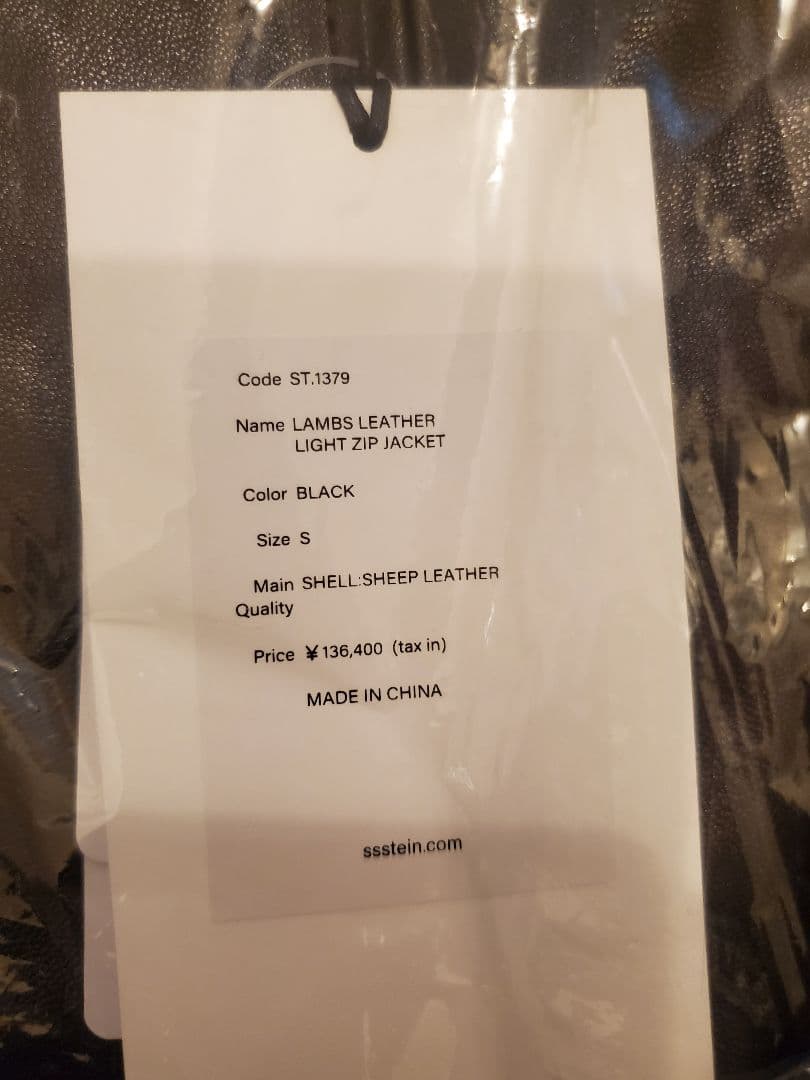 Code ST.1379
Name LAMBS LEATHER
LIGHT ZIP JACKET
Color BLACK
Size S
Main SHELL:SHEEP LEATHER
Quality
Price ¥136,400 (tax in)
MADE IN CHINA
ssstein.com